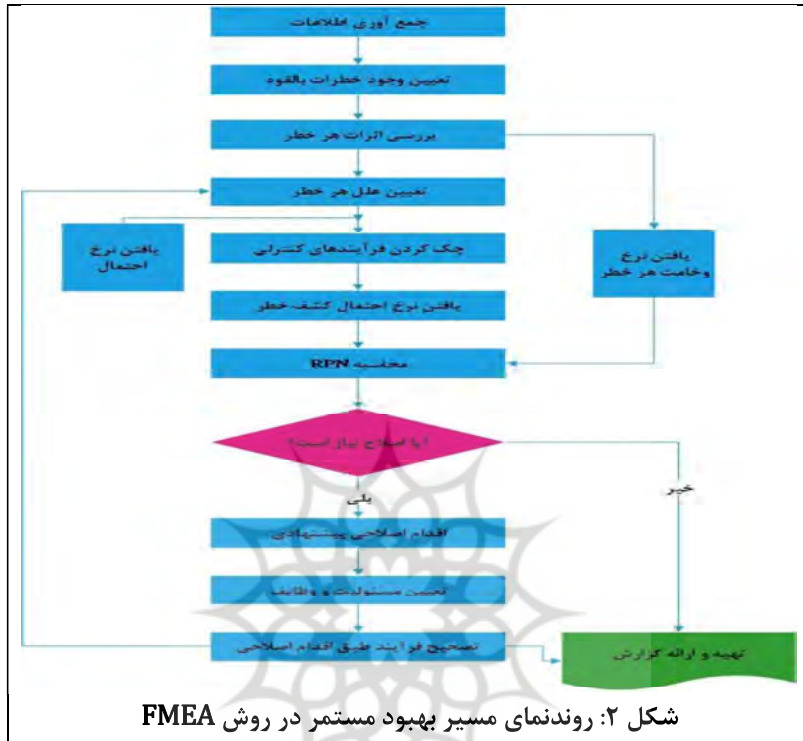 جمع آوری اطلاعات
تعیین وجود خطرات بالقوه
بررسی اثرات هر خطر
تعیین علل هر خطر
یافتن نرخ
احتمال
چک کردن فرآیندهای کنترلی
یافتن نرخ
وخامت هر خطر
یافتن نرخ احتمال کشف خطر
محاسبه RPN
آیا اصلاح نیاز است؟
بلی
خیر
اقدام اصلاحی پیشنهادی
تعیین مسئولیت و وظایف
تصحیح فرآیند طبق اقدام اصلاحی
تهیه و ارائه گزارش
شکل ۲: روندنمای مسیر بهبود مستمر در روش FMEA